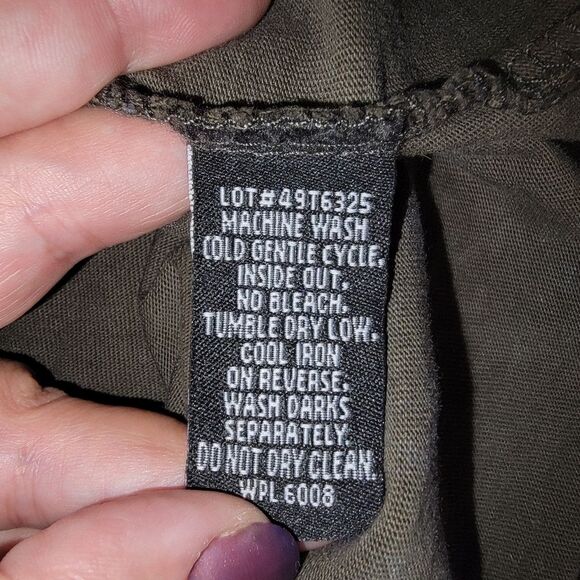 LOT#49T6325
MACHINE WASH
COLD GENTLE CYCLE.
INSIDE OUT.
NO BLEACH.
TUMBLE DRY LOW.
COOL IRON
ON REVERSE.
WASH DARKS
SEPARATELY.
DO NOT DRY CLEAN.
WPL 6008